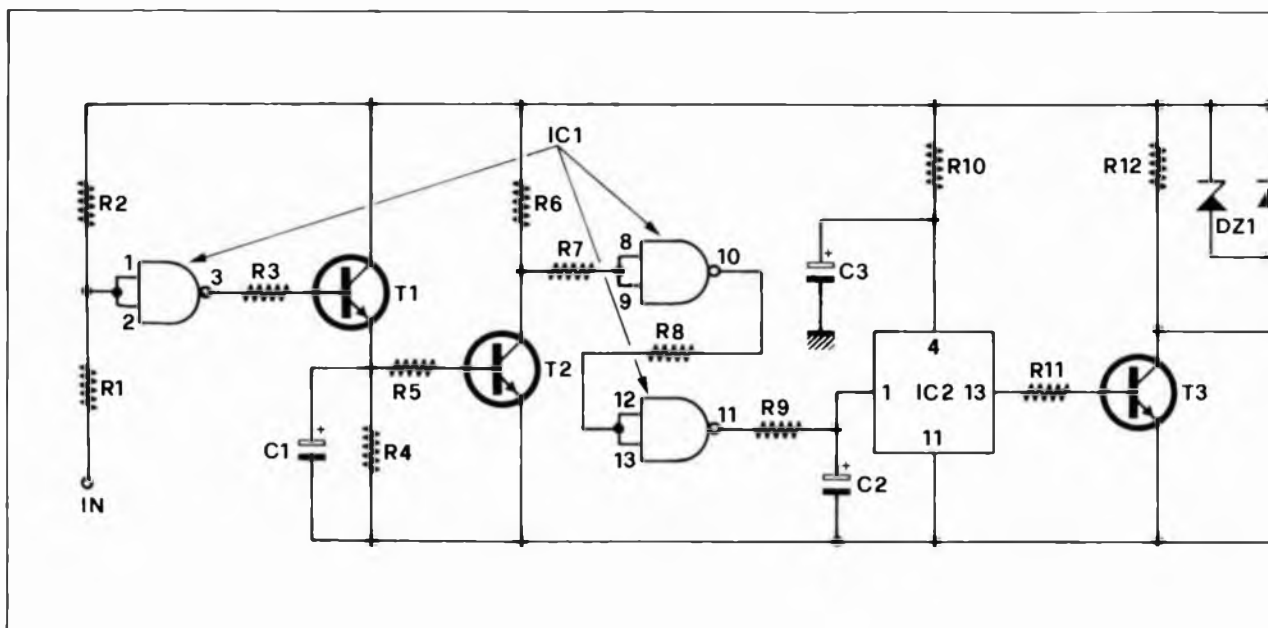 IC1
R2
R6
R10
R12
DZ1
R7
8
10
1
3
R3
C3
9
2
T1
R8
4
R1
R5
T2
12
11
R9
1
IC2
13
R11
T3
C1
+
R4
13
+
C2
11
+
IN